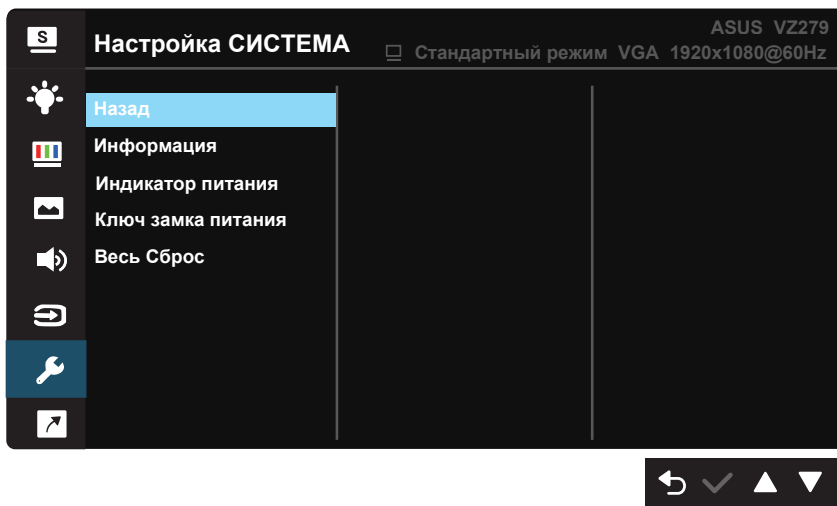 S
Настройка СИСТЕМА
ASUS VZ279
Стандартный режим VGA 1920x1080@60Hz
Назад
Информация
Индикатор питания
Ключ замка питания
Весь Сброс